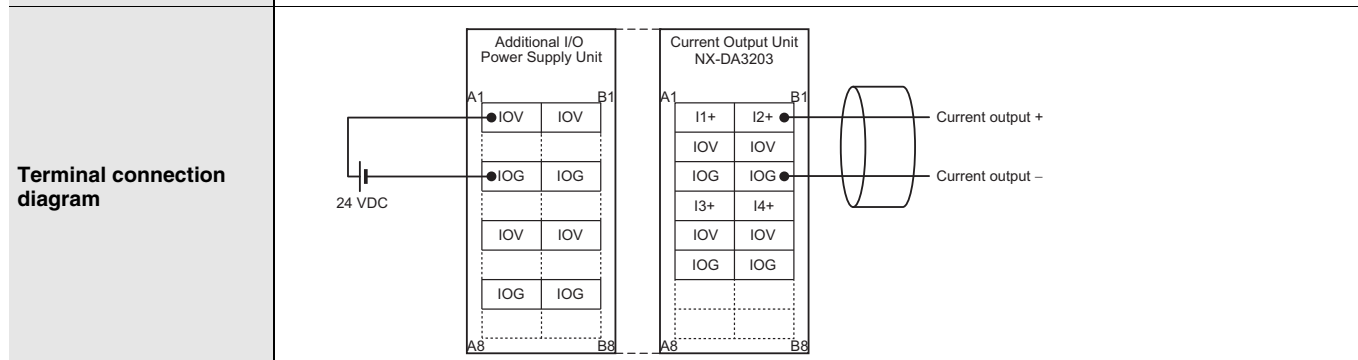 Terminal connection
diagram
24 VDC
Additional I/O
Power Supply Unit
A1 B1
IOV IOV
IOG IOG
IOV IOV
IOG IOG
A8 B8
Current Output Unit
NX-DA3203
A1 B1
I1+ I2+
IOV IOV
IOG IOG
I3+ I4+
IOV IOV
IOG IOG
A8 B8
Current output +
Current output −